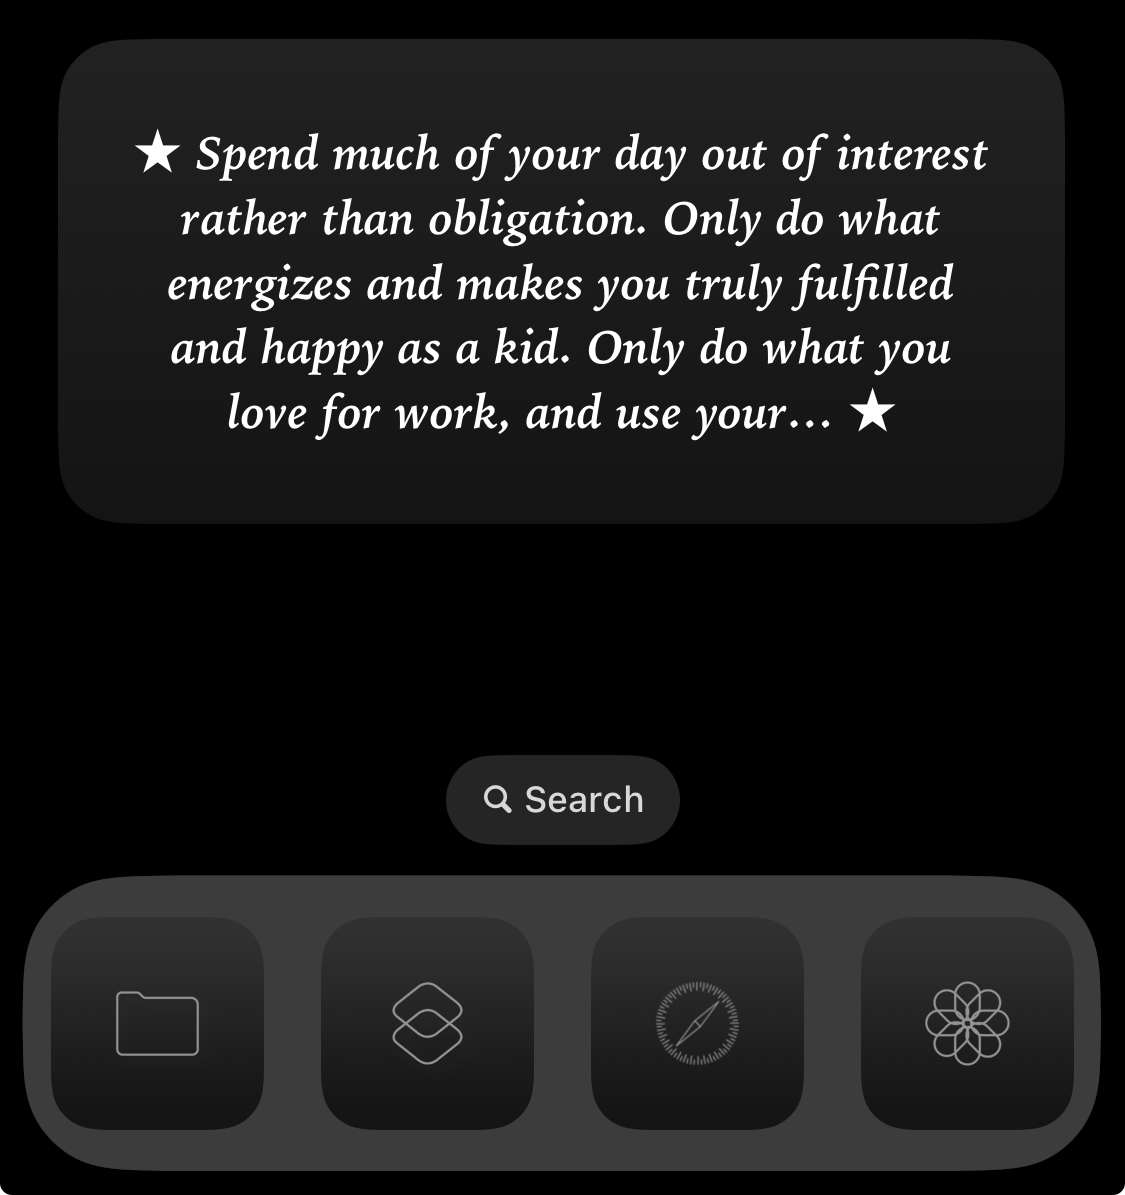 ★ Spend much of your day out of interest
rather than obligation. Only do what
energizes and makes you truly fulfilled
and happy as a kid. Only do what you
love for work, and use your... ★
Search